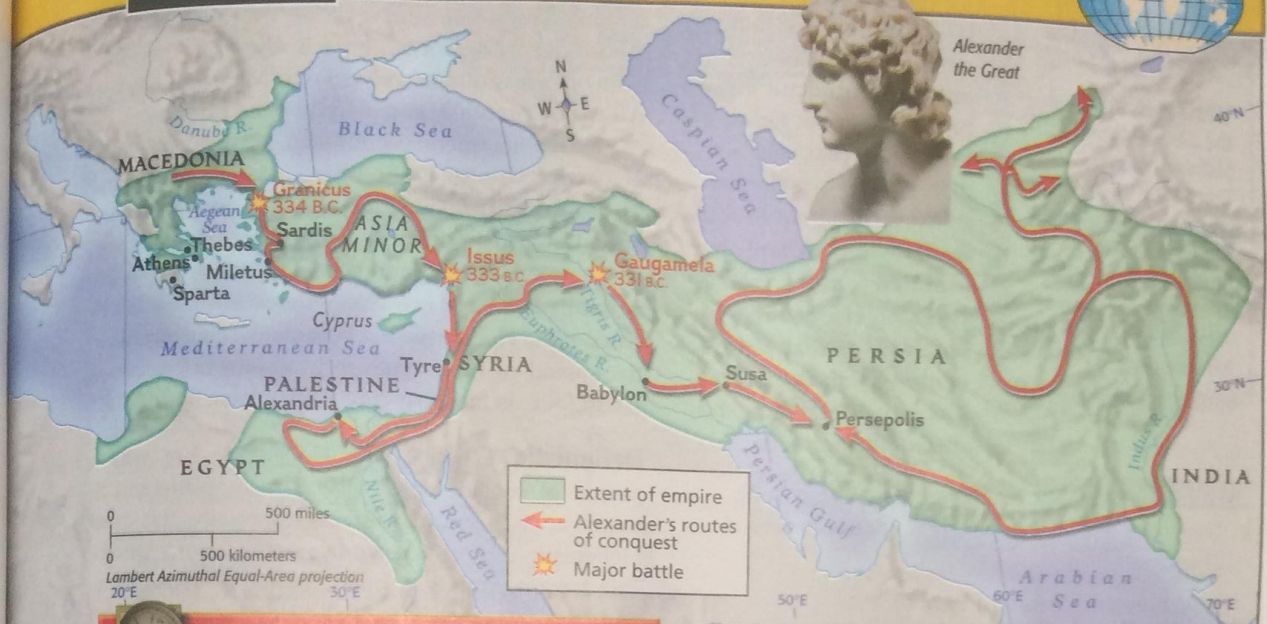 Alexander
the Great
40°N
Danube R.
Black Sea
Caspian Sea
N
W E
S
MACEDONIA
Granicus
334 B.C.
Aegean
Sea
Sardis
ASIA
MINOR
Thebes
Athens
Miletus
Sparta
Issus
333 B.C.
Gaugamela
331 B.C.
Tigris R.
Euphrates R.
Cyprus
Mediterranean Sea
Tyre
SYRIA
PERSIA
30°N
PALESTINE
Alexandria
Babylon
Susa
Persepolis
Indus R.
EGYPT
INDIA
Nile R.
Red Sea
Persian Gulf
Extent of empire
Alexander's routes
of conquest
Major battle
0 500 miles
0 500 kilometers
Lambert Azimuthal Equal-Area projection
Arabian
Sea
20°E
30°E
50°E
60°E
70°E